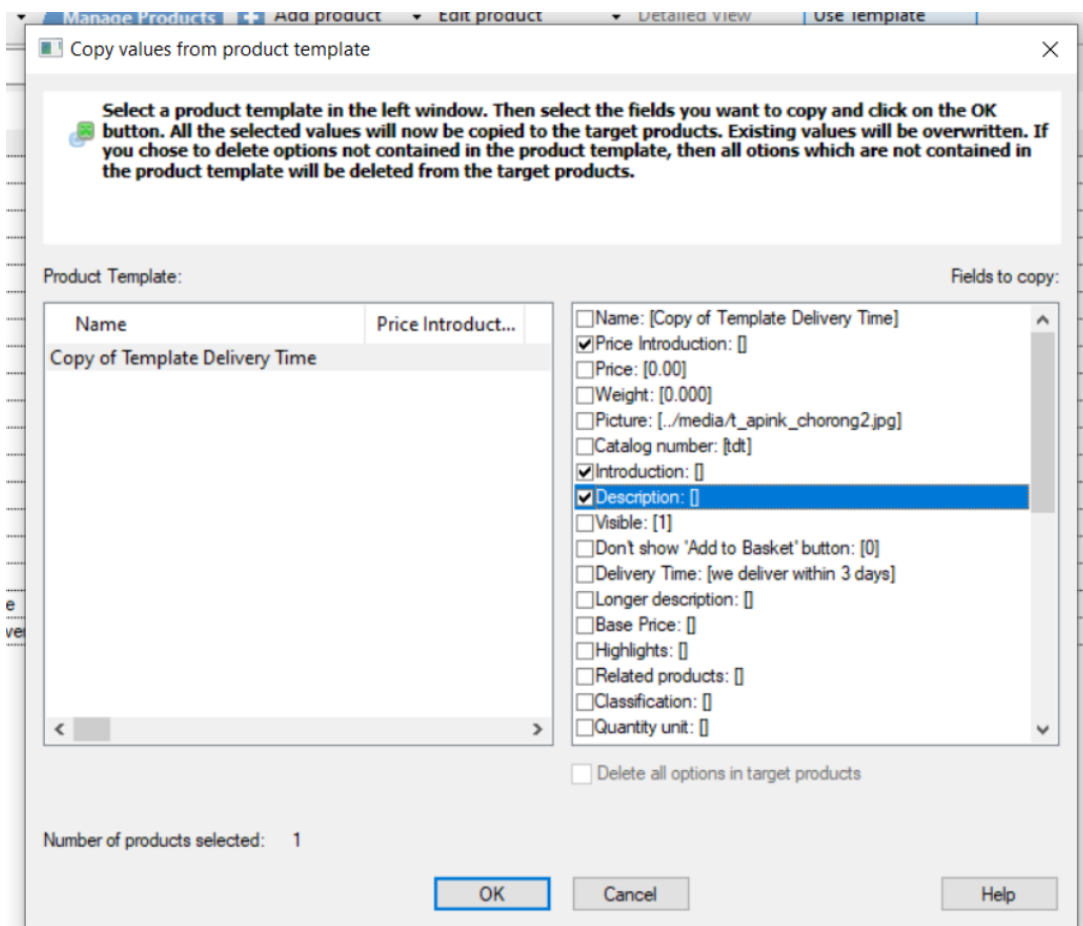 Manage Products Add product Edit product Detailed View Use Template
Copy values from product template
Select a product template in the left window. Then select the fields you want to copy and click on the OK
button. All the selected values will now be copied to the target products. Existing values will be overwritten. If
you chose to delete options not contained in the product template, then all otions which are not contained in
the product template will be deleted from the target products.
Product Template:
Fields to copy:
Name Price Introduct...
Copy of Template Delivery Time
Name: [Copy of Template Delivery Time]
Price Introduction: []
Price: [0.00]
Weight: [0.000]
Picture: [../media/t_apink_chorong2.jpg]
Catalog number: [tdt]
Introduction: []
Description: []
Visible: [1]
Don't show 'Add to Basket' button: [0]
Delivery Time: [we deliver within 3 days]
Longer description: []
Base Price: []
Highlights: []
Related products: []
Classification: []
Quantity unit: []
Delete all options in target products
Number of products selected: 1
OK Cancel Help